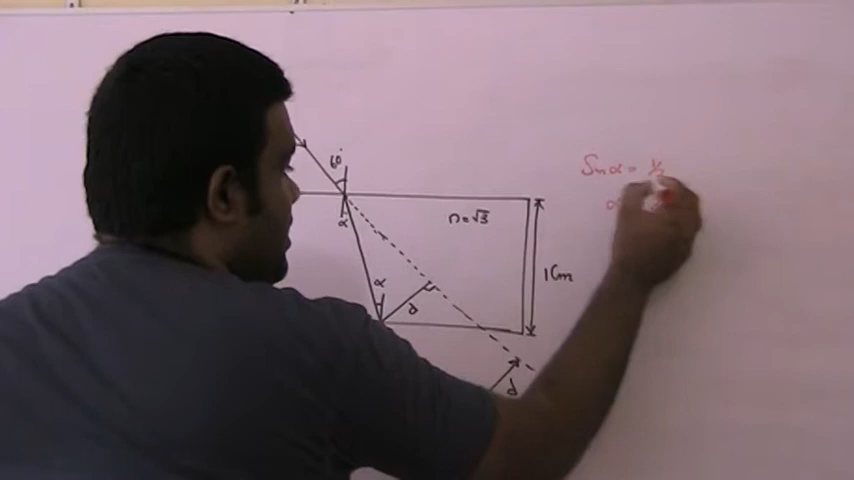 60°
α
n=√3
α
d
1Cm
d
Sinα = 1/2
α